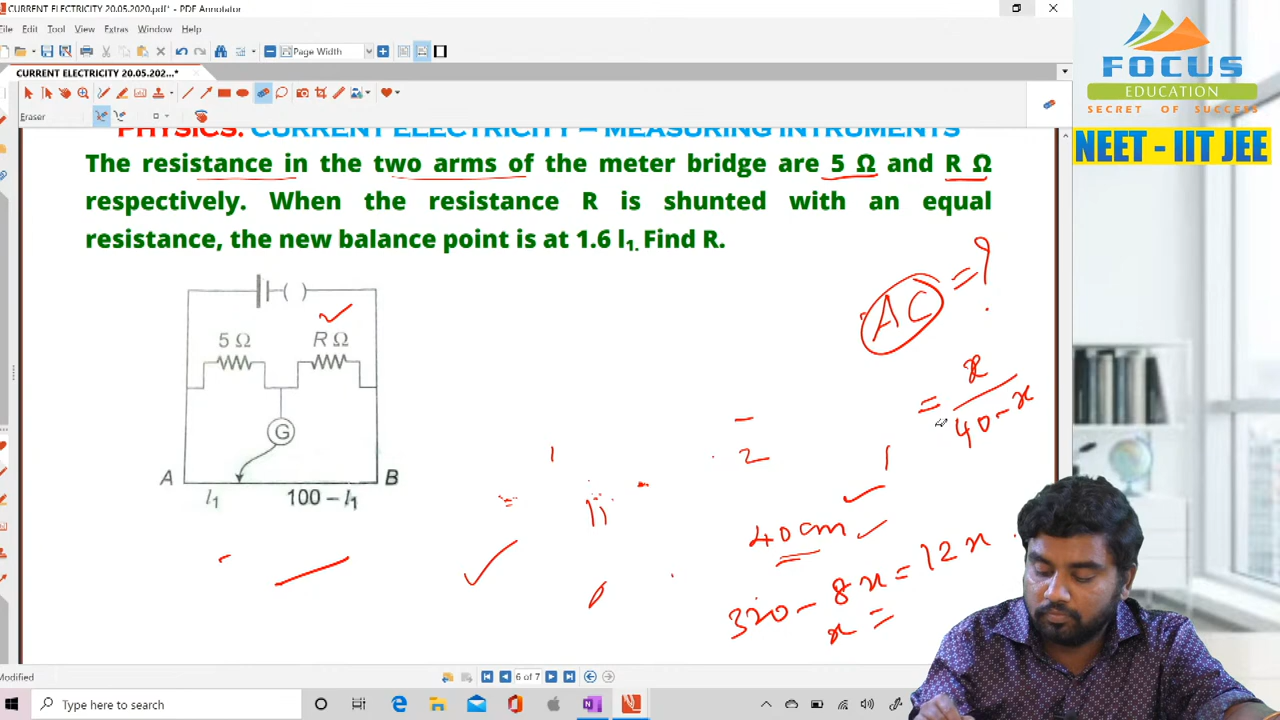 CURRENT ELECTRICITY 20.05.2020.pdf* - PDF Annotator
File Edit Tool View Extras Window Help
Page Width
CURRENT ELECTRICITY 20.05.202...*
Eraser
FOCUS
EDUCATION
SECRET OF SUCCESS
NEET - IIT JEE
PHYSICS: CURRENT ELECTRICITY – MEASURING INTRUMENTS
The resistance in the two arms of the meter bridge are 5 Ω and R Ω
respectively. When the resistance R is shunted with an equal
resistance, the new balance point is at 1.6 l₁. Find R.
AC = ?
5 Ω R Ω
= x / 40 - x
G
2
A B
l₁ 100 – l₁
40 cm
320 - 8x = 12x
x =
Modified
6 of 7
Type here to search